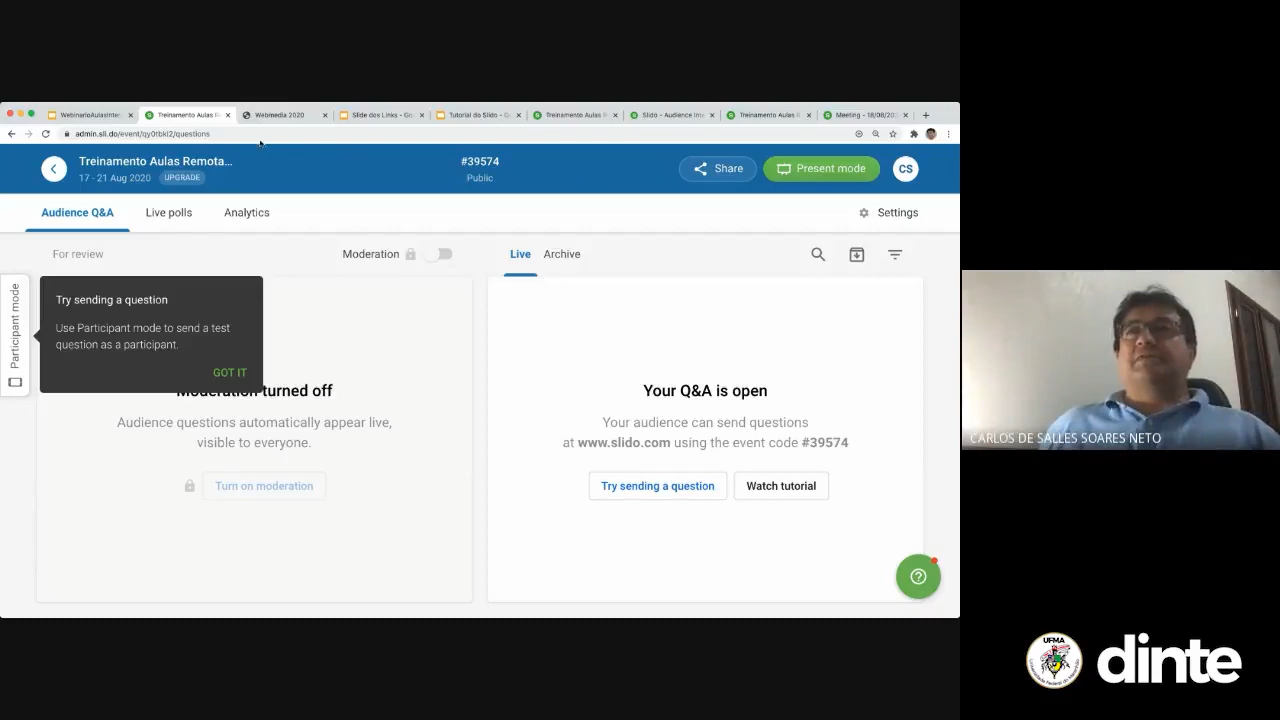 WebinarioAulasInter
Treinamento Aulas R
Webmedia 2020
Slide dos Links - Go
Tutorial do Slido - G
Treinamento Aulas R
Slido - Audience Inte
Treinamento Aulas R
Meeting - 18/08/20
admin.sli.do/event/qy0tbkl2/questions
Treinamento Aulas Remota...
17 - 21 Aug 2020 UPGRADE
#39574
Public
Share
Present mode
CS
Audience Q&A
Live polls
Analytics
Settings
For review
Moderation
Live
Archive
Participant mode
Try sending a question
Use Participant mode to send a test
question as a participant.
GOT IT
turned off
Audience questions automatically appear live,
visible to everyone.
Turn on moderation
Your Q&A is open
Your audience can send questions
at www.slido.com using the event code #39574
Try sending a question
Watch tutorial
CARLOS DE SALLES SOARES NETO
UFMA
dinte